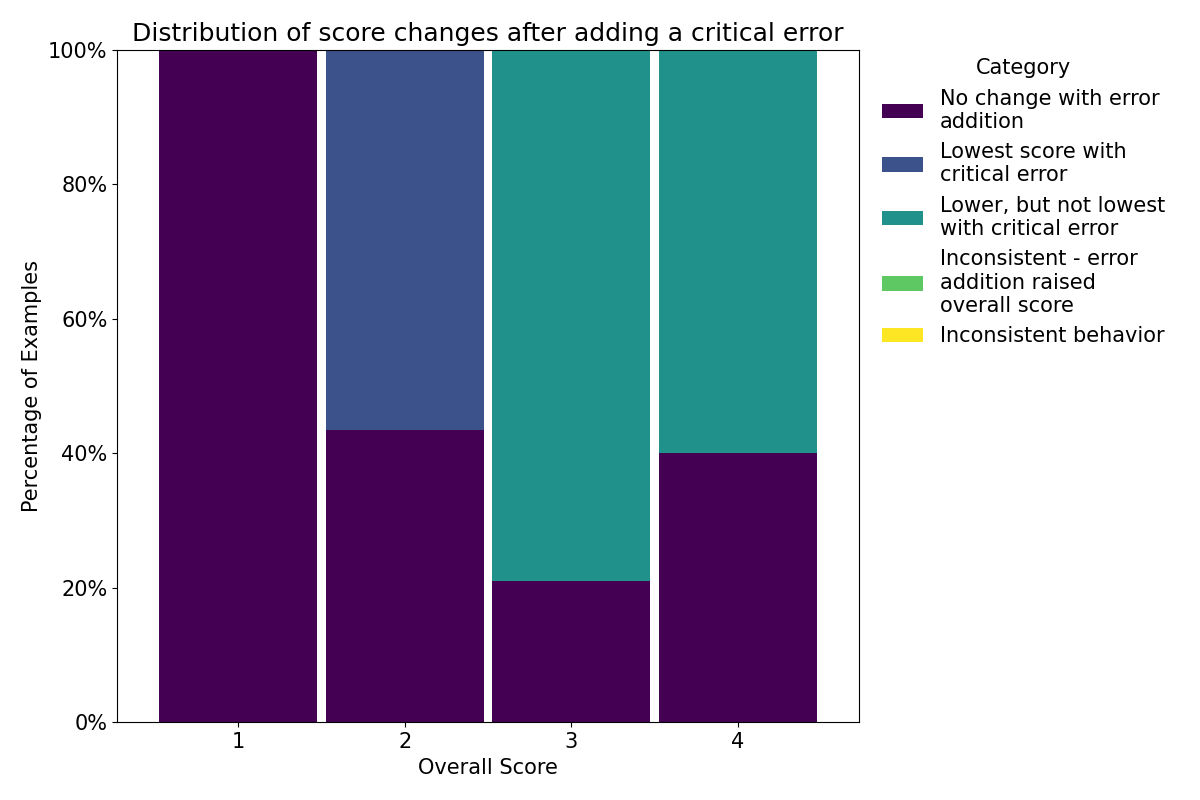 Distribution of score changes after adding a critical error
100%
80%
60%
40%
20%
0%
Percentage of Examples
1 2 3 4
Overall Score
Category
No change with error
addition
Lowest score with
critical error
Lower, but not lowest
with critical error
Inconsistent - error
addition raised
overall score
Inconsistent behavior